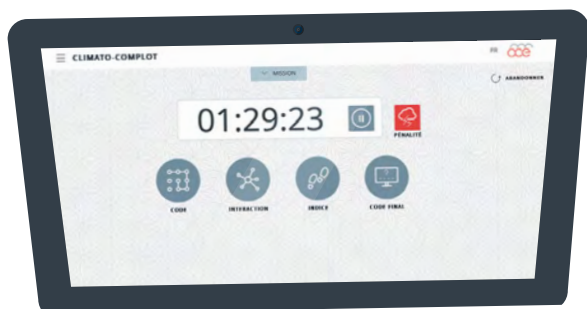 CLIMATO-COMPLOT
FR
MISSION
ABANDONNER
01:29:23
PÉNALITÉ
CODE
INTERACTION
INDICE
CODE FINAL